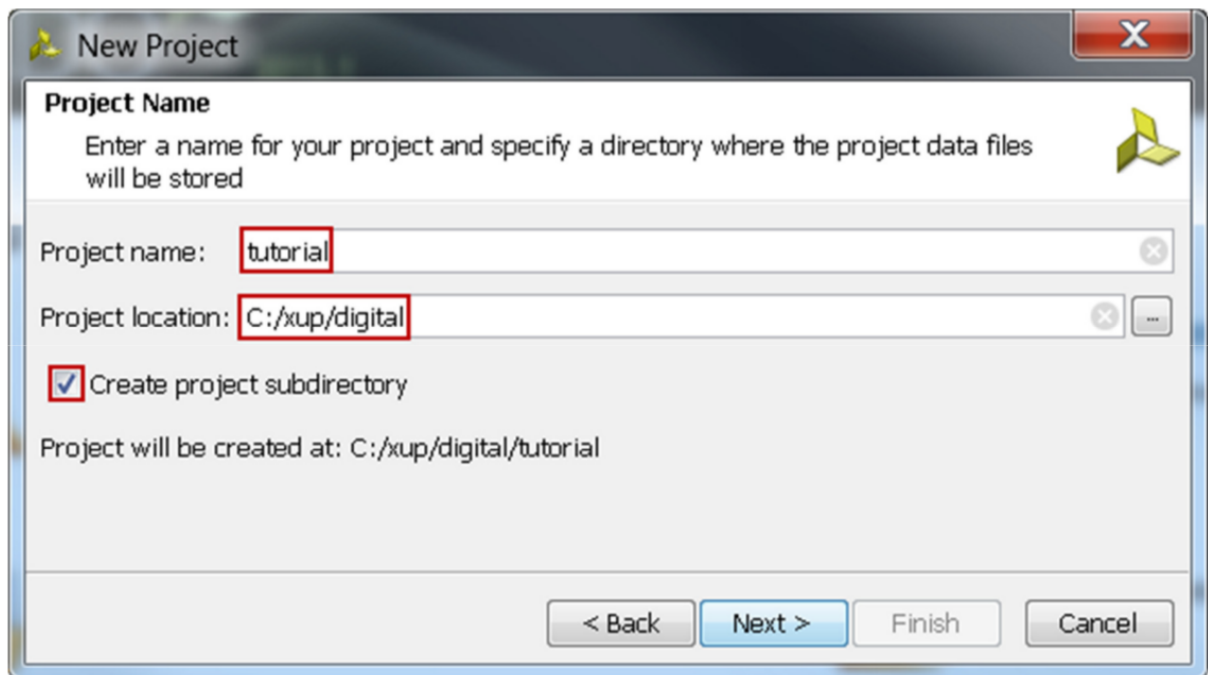 New Project
Project Name
Enter a name for your project and specify a directory where the project data files
will be stored
Project name: tutorial
Project location: C:/xup/digital ...
Create project subdirectory
Project will be created at: C:/xup/digital/tutorial
< Back Next > Finish Cancel